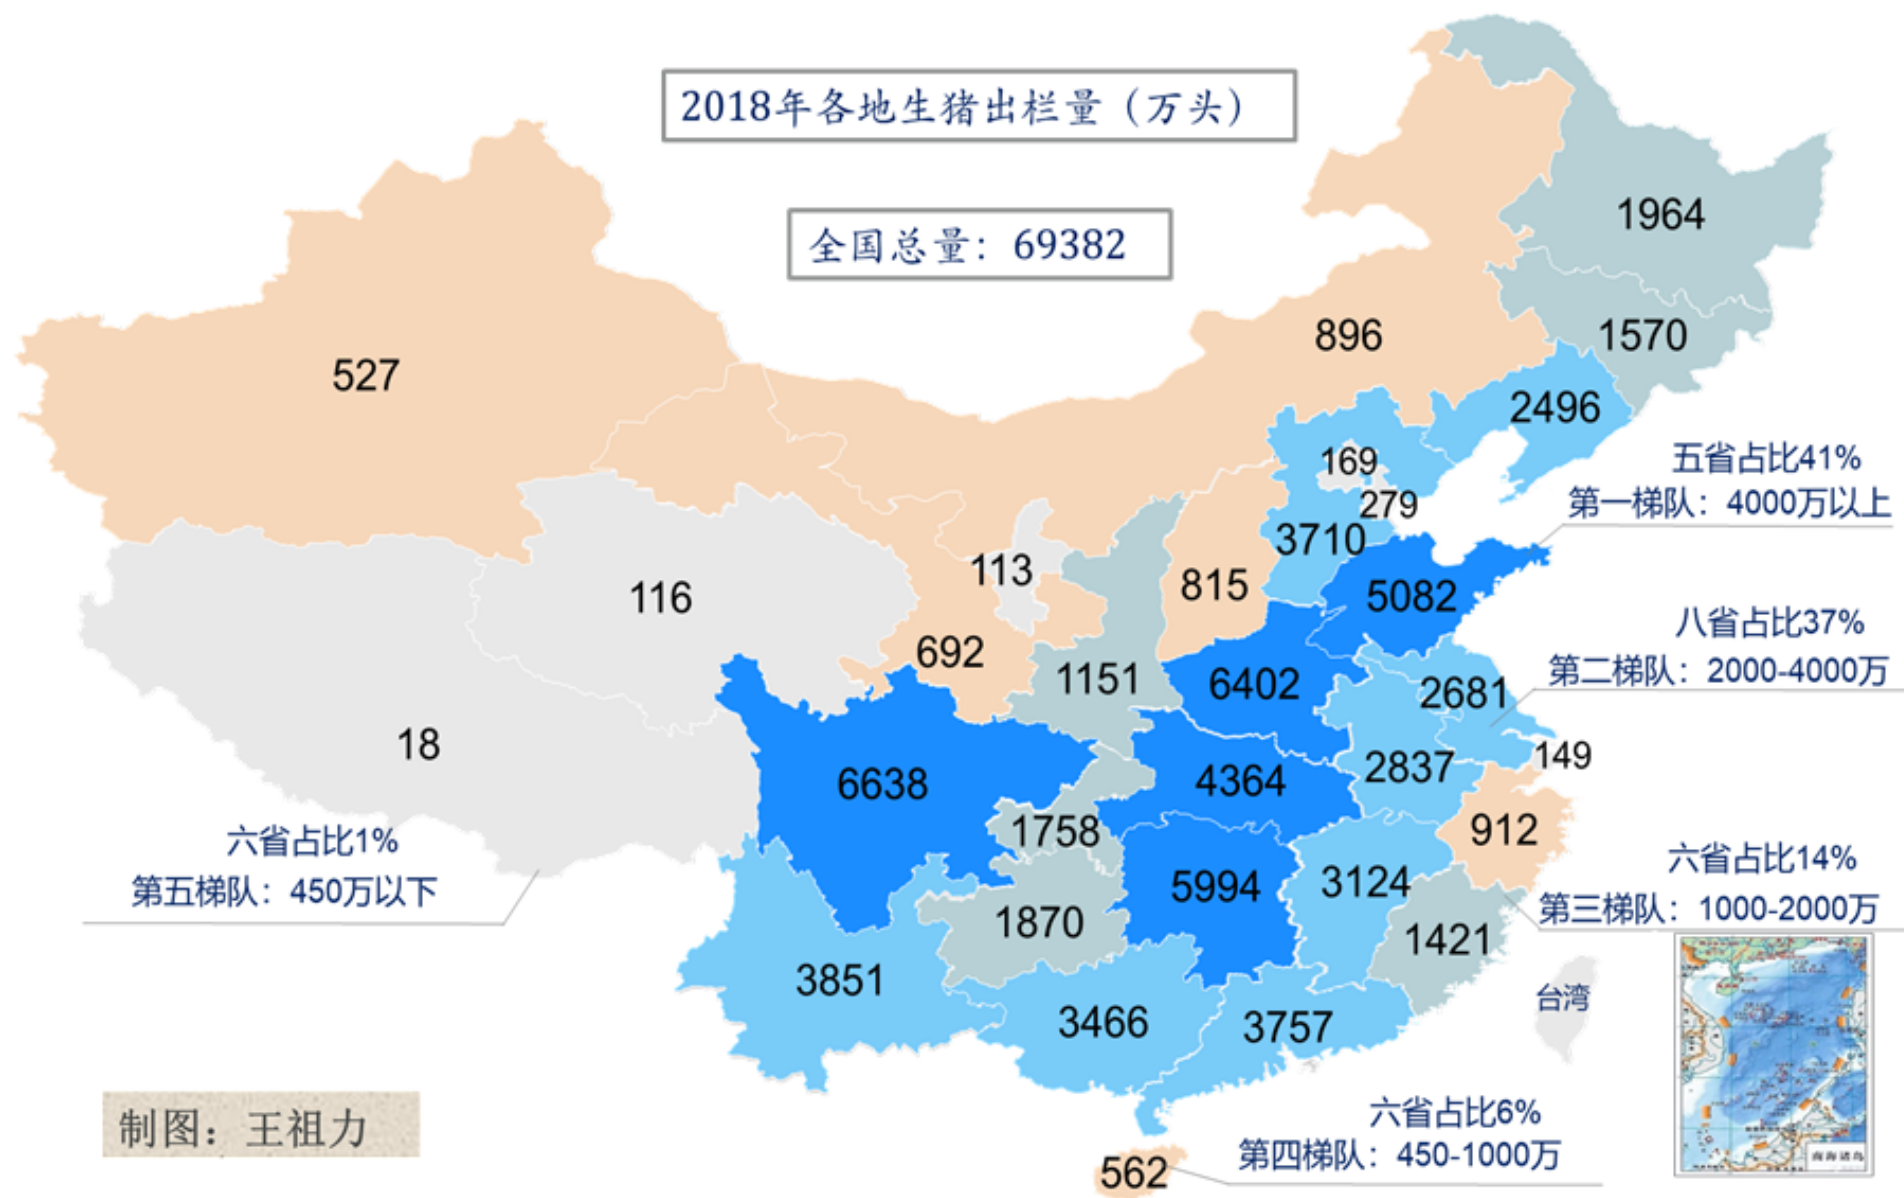 2018年各地生猪出栏量（万头）
全国总量：69382
1964
1570
896
527
2496
169
279
3710
五省占比41%
第一梯队：4000万以上
113
116
815
5082
692
1151
6402
八省占比37%
第二梯队：2000-4000万
2681
18
6638
4364
2837
149
1758
912
六省占比1%
第五梯队：450万以下
5994
3124
六省占比14%
第三梯队：1000-2000万
1870
1421
3851
3466
3757
台湾
制图：王祖力
六省占比6%
第四梯队：450-1000万
562
南海诸岛